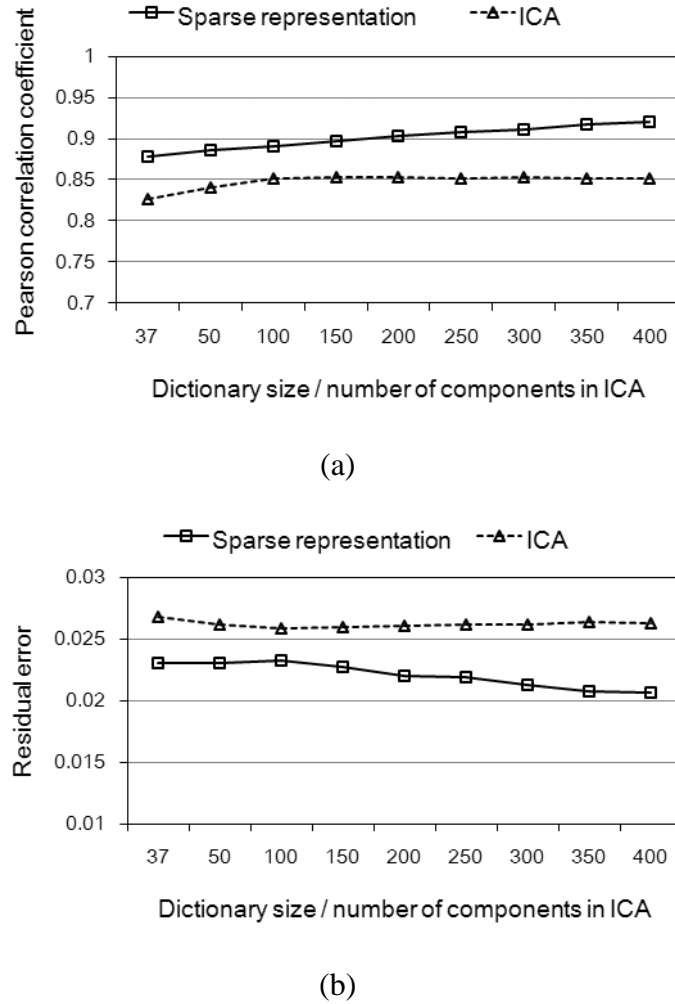 Sparse representation ICA
Pearson correlation coefficient
1
0.95
0.9
0.85
0.8
0.75
0.7
37 50 100 150 200 250 300 350 400
Dictionary size / number of components in ICA
(a)
Sparse representation ICA
Residual error
0.03
0.025
0.02
0.015
0.01
37 50 100 150 200 250 300 350 400
Dictionary size / number of components in ICA
(b)